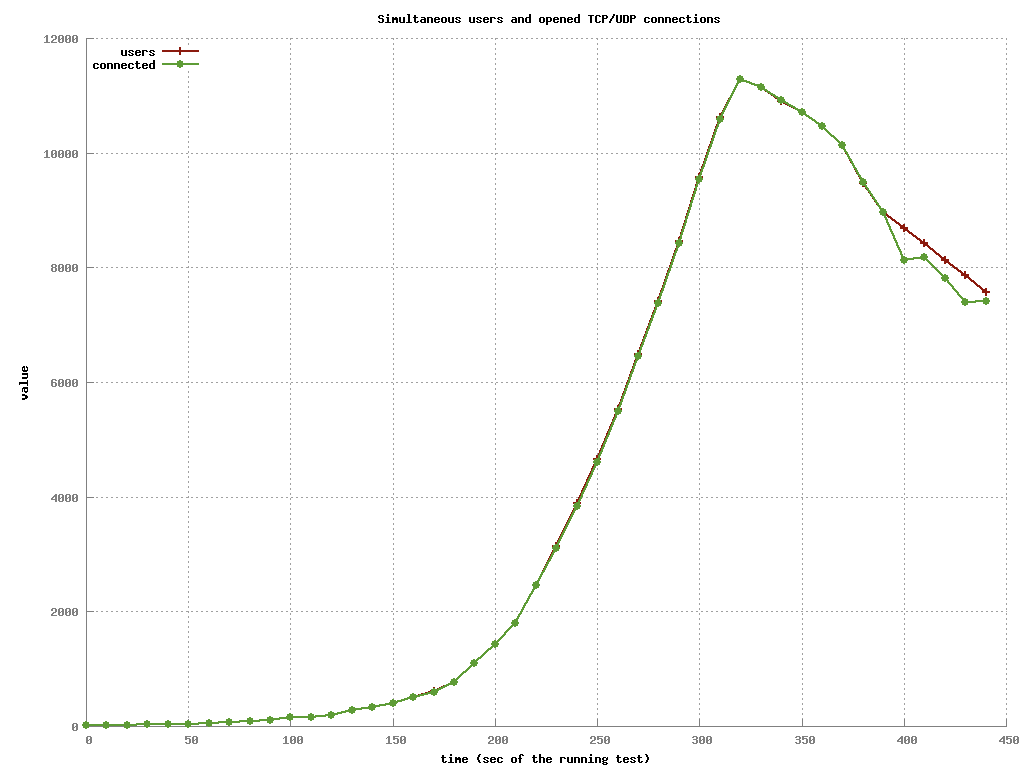 Simultaneous users and opened TCP/UDP connections
12000
users
connected
10000
8000
6000
value
4000
2000
0
0 50 100 150 200 250 300 350 400 450
time (sec of the running test)